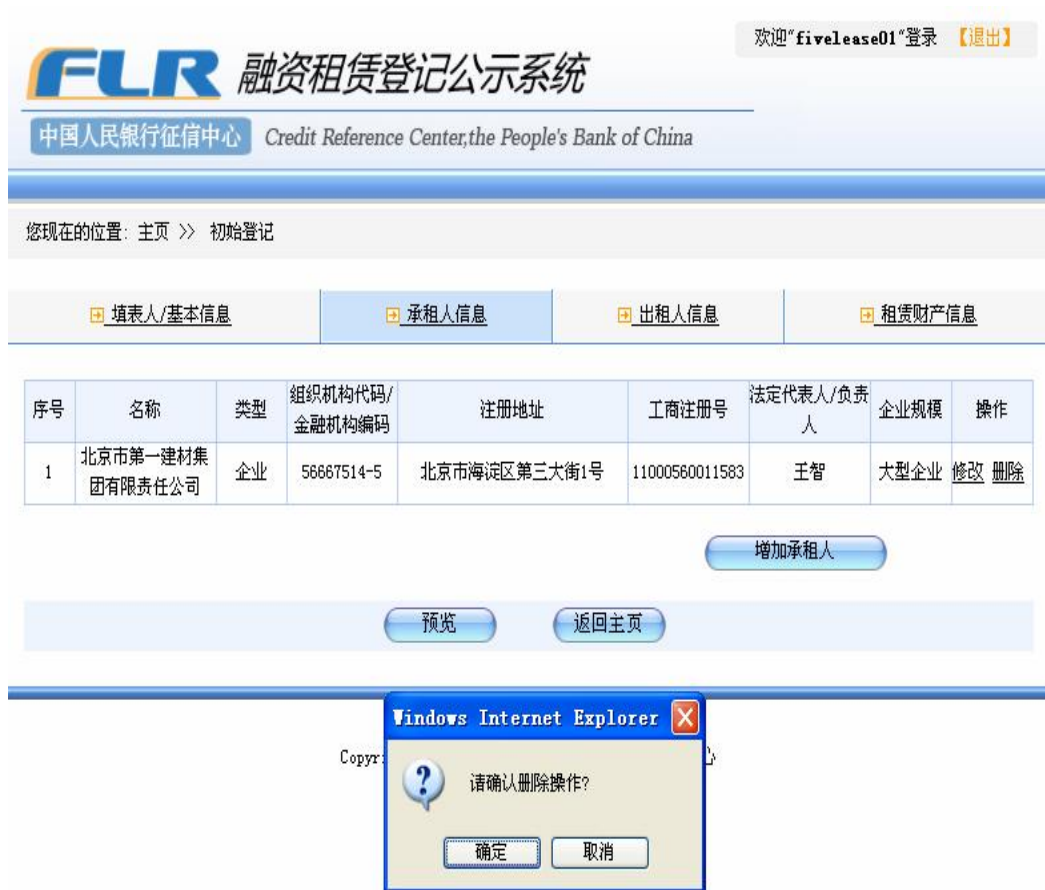 欢迎"fivelease01"登录 【退出】
FLR 融资租赁登记公示系统
中国人民银行征信中心 Credit Reference Center,the People's Bank of China
您现在的位置: 主页 >> 初始登记
填表人/基本信息 承租人信息 出租人信息 租赁财产信息
序号 名称 类型 组织机构代码/金融机构编码 注册地址 工商注册号 法定代表人/负责人 企业规模 操作
1 北京市第一建材集团有限责任公司 企业 56667514-5 北京市海淀区第三大街1号 11000560011583 王智 大型企业 修改 删除
增加承租人
预览 返回主页
Windows Internet Explorer
Copyr
请确认删除操作?
确定 取消